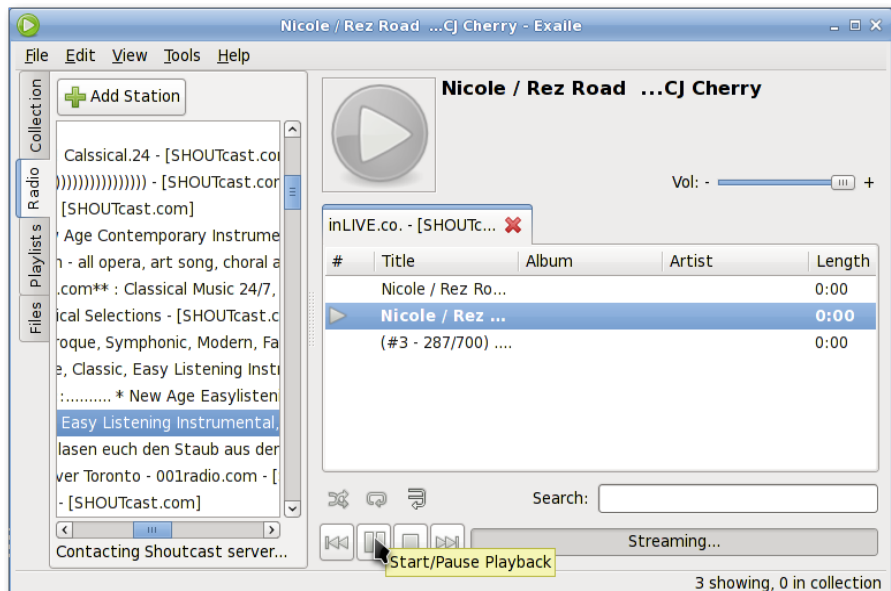 Nicole / Rez Road ...CJ Cherry - Exaile
File Edit View Tools Help
Collection
Radio
Playlists
Files
Add Station
Calssical.24 - [SHOUTcast.co
)))))))))))))))) - [SHOUTcast.cor
[SHOUTcast.com]
Age Contemporary Instrume
- all opera, art song, choral a
.com** : Classical Music 24/7,
ical Selections - [SHOUTcast.c
roque, Symphonic, Modern, Fa
e, Classic, Easy Listening Inst
:.......... * New Age Easylisten
Easy Listening Instrumental,
lasen euch den Staub aus der
ver Toronto - 001radio.com - [
- [SHOUTcast.com]
Contacting Shoutcast server...
Nicole / Rez Road ...CJ Cherry
Vol: - +
inLIVE.co. - [SHOUTc...
# Title Album Artist Length
Nicole / Rez Ro... 0:00
Nicole / Rez ... 0:00
(#3 - 287/700) .... 0:00
Search:
Streaming...
Start/Pause Playback
3 showing, 0 in collection